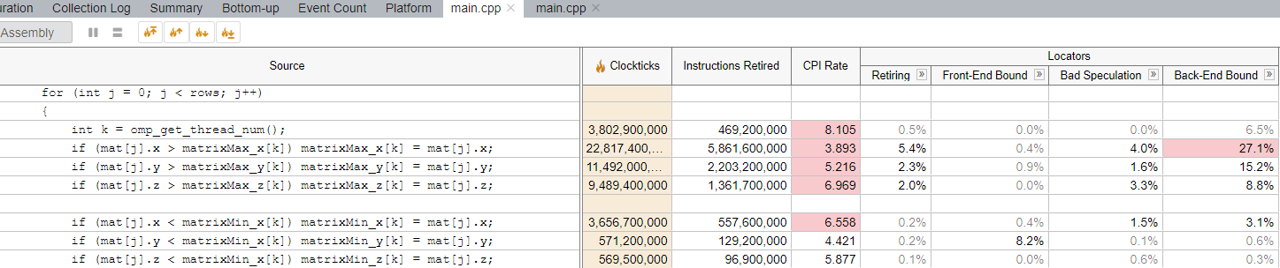 uration Collection Log Summary Bottom-up Event Count Platform main.cpp × main.cpp ×
Assembly
Source Clockticks Instructions Retired CPI Rate Locators
Retiring » Front-End Bound » Bad Speculation » Back-End Bound »
for (int j = 0; j < rows; j++)
{
int k = omp_get_thread_num(); 3,802,900,000 469,200,000 8.105 0.5% 0.0% 0.0% 6.5%
if (mat[j].x > matrixMax_x[k]) matrixMax_x[k] = mat[j].x; 22,817,400,... 5,861,600,000 3.893 5.4% 0.4% 4.0% 27.1%
if (mat[j].y > matrixMax_y[k]) matrixMax_y[k] = mat[j].y; 11,492,000,... 2,203,200,000 5.216 2.3% 0.9% 1.6% 15.2%
if (mat[j].z > matrixMax_z[k]) matrixMax_z[k] = mat[j].z; 9,489,400,000 1,361,700,000 6.969 2.0% 0.0% 3.3% 8.8%
if (mat[j].x < matrixMin_x[k]) matrixMin_x[k] = mat[j].x; 3,656,700,000 557,600,000 6.558 0.2% 0.4% 1.5% 3.1%
if (mat[j].y < matrixMin_x[k]) matrixMin_y[k] = mat[j].y; 571,200,000 129,200,000 4.421 0.2% 8.2% 0.1% 0.6%
if (mat[j].z < matrixMin_x[k]) matrixMin_z[k] = mat[j].z; 569,500,000 96,900,000 5.877 0.1% 0.0% 0.6% 0.3%